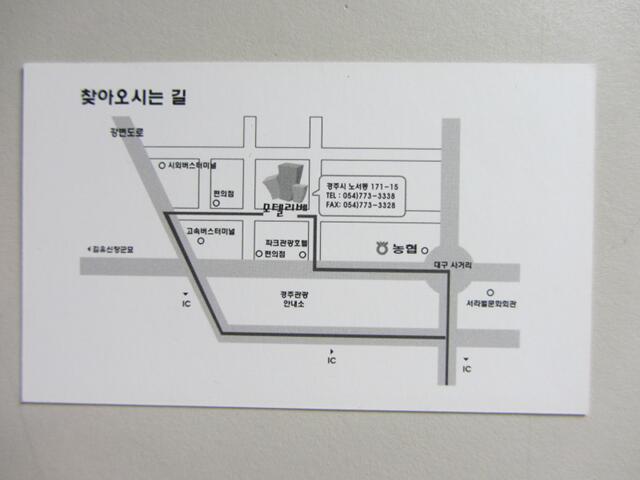 찾아오시는 길
강변도로
시외버스터미널
편의점
경주시 노서동 171-15
TEL : 054)773-3338
FAX: 054)773-3328
모텔리베
고속버스터미널
파크관광호텔
편의점
농협
김유신장군묘
대구 사거리
경주관광
안내소
서라벌문화회관
IC
IC
IC